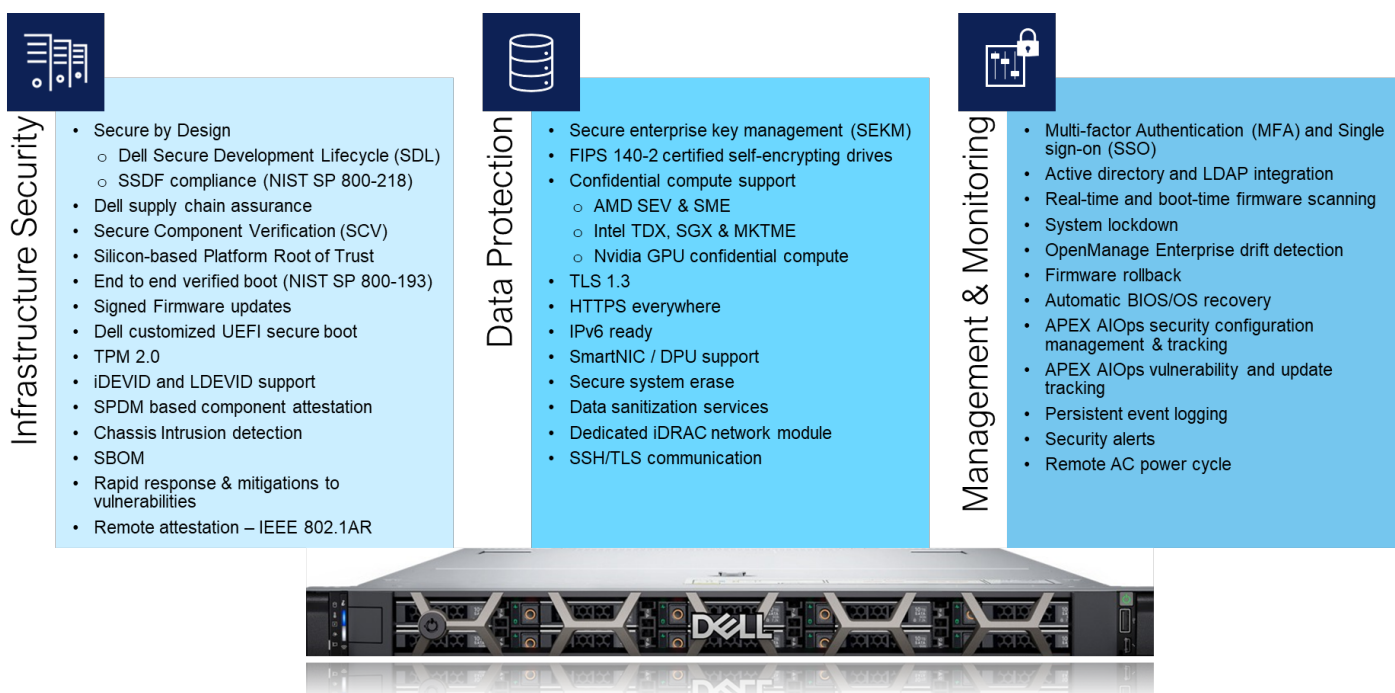 Infrastructure Security
• Secure by Design
o Dell Secure Development Lifecycle (SDL)
o SSDF compliance (NIST SP 800-218)
• Dell supply chain assurance
• Secure Component Verification (SCV)
• Silicon-based Platform Root of Trust
• End to end verified boot (NIST SP 800-193)
• Signed Firmware updates
• Dell customized UEFI secure boot
• TPM 2.0
• iDEVID and LDEVID support
• SPDM based component attestation
• Chassis Intrusion detection
• SBOM
• Rapid response & mitigations to
vulnerabilities
• Remote attestation – IEEE 802.1AR
Data Protection
• Secure enterprise key management (SEKM)
• FIPS 140-2 certified self-encrypting drives
• Confidential compute support
o AMD SEV & SME
o Intel TDX, SGX & MKTME
o Nvidia GPU confidential compute
• TLS 1.3
• HTTPS everywhere
• IPv6 ready
• SmartNIC / DPU support
• Secure system erase
• Data sanitization services
• Dedicated iDRAC network module
• SSH/TLS communication
Management & Monitoring
• Multi-factor Authentication (MFA) and Single
sign-on (SSO)
• Active directory and LDAP integration
• Real-time and boot-time firmware scanning
• System lockdown
• OpenManage Enterprise drift detection
• Firmware rollback
• Automatic BIOS/OS recovery
• APEX AIOps security configuration
management & tracking
• APEX AIOps vulnerability and update
tracking
• Persistent event logging
• Security alerts
• Remote AC power cycle
DELL